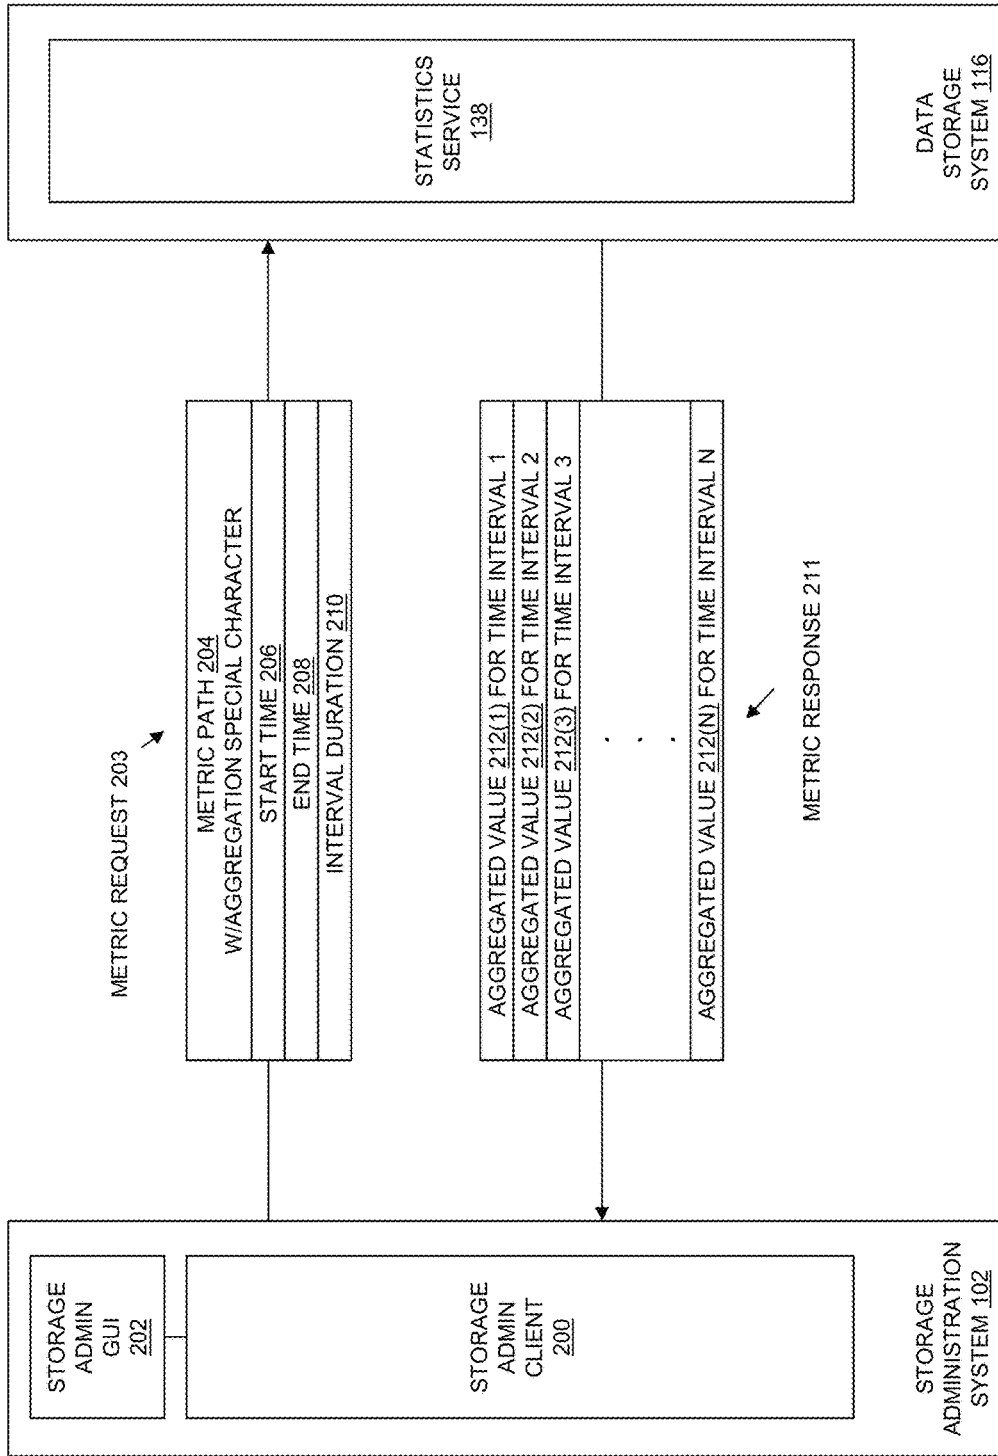 STORAGE
ADMIN
GUI
202
STORAGE
ADMIN
CLIENT
200
STORAGE
ADMINISTRATION
SYSTEM 102
METRIC REQUEST 203
METRIC PATH 204
W/AGGREGATION SPECIAL CHARACTER
START TIME 206
END TIME 208
INTERVAL DURATION 210
AGGREGATED VALUE 212(1) FOR TIME INTERVAL 1
AGGREGATED VALUE 212(2) FOR TIME INTERVAL 2
AGGREGATED VALUE 212(3) FOR TIME INTERVAL 3
. . .
AGGREGATED VALUE 212(N) FOR TIME INTERVAL N
METRIC RESPONSE 211
STATISTICS
SERVICE
138
DATA
STORAGE
SYSTEM 116